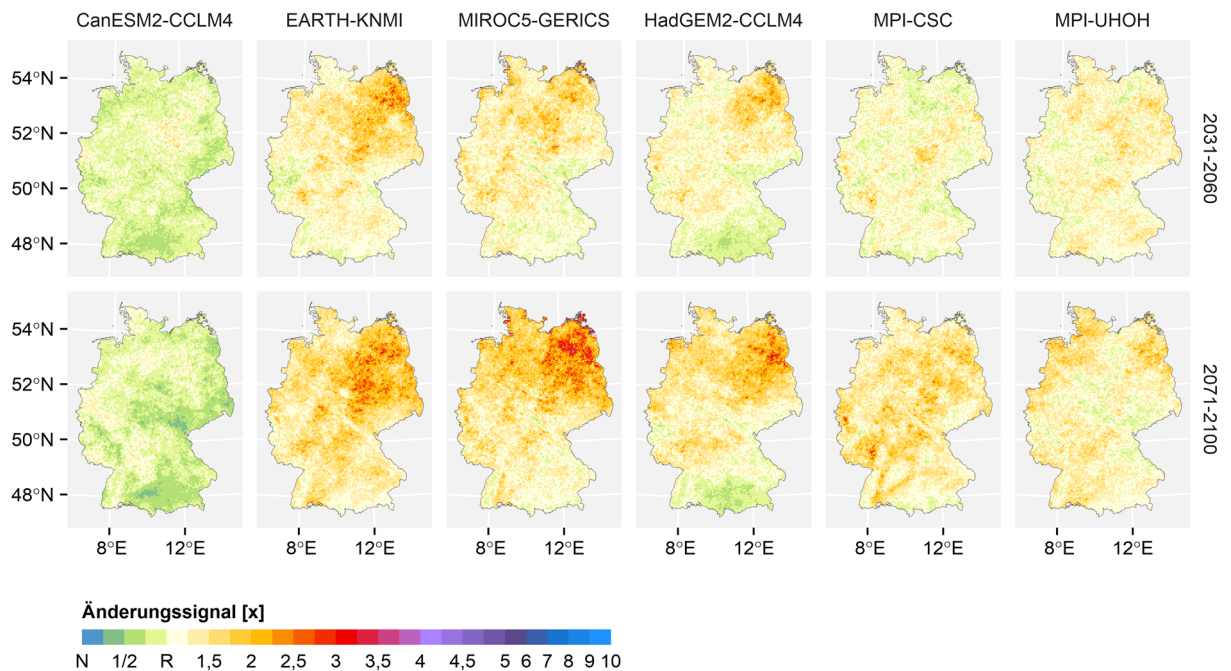 CanESM2-CCLM4 EARTH-KNMI MIROC5-GERICS HadGEM2-CCLM4 MPI-CSC MPI-UHOH
54°N
52°N
50°N
48°N
2031-2060
54°N
52°N
50°N
48°N
2071-2100
8°E 12°E 8°E 12°E 8°E 12°E 8°E 12°E 8°E 12°E 8°E 12°E
Änderungssignal [x]
N 1/2 R 1,5 2 2,5 3 3,5 4 4,5 5 6 7 8 9 10